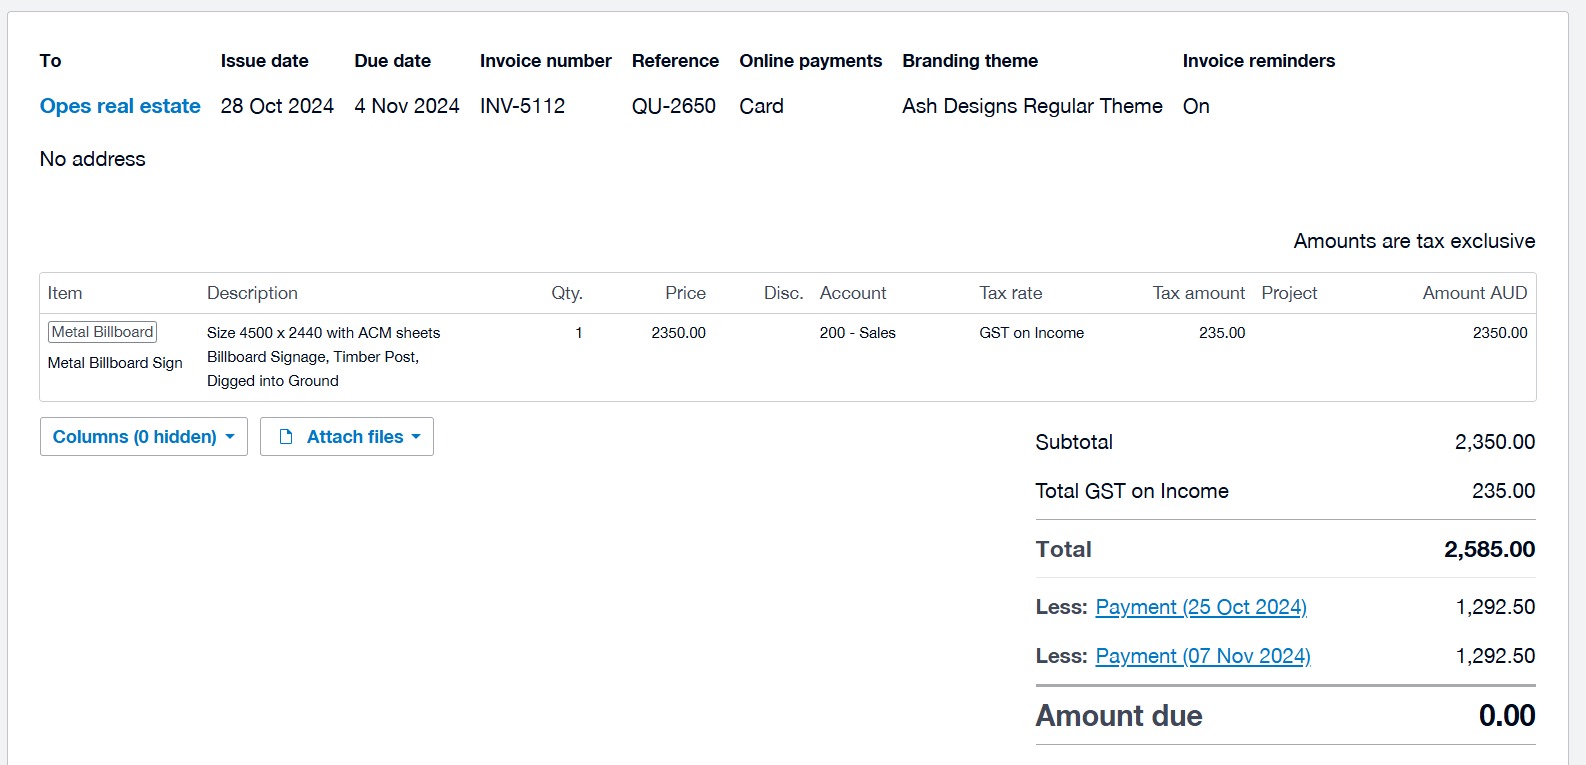 To Issue date Due date Invoice number Reference Online payments Branding theme Invoice reminders
Opes real estate 28 Oct 2024 4 Nov 2024 INV-5112 QU-2650 Card Ash Designs Regular Theme On
No address
Amounts are tax exclusive
Item Description Qty. Price Disc. Account Tax rate Tax amount Project Amount AUD
Metal Billboard Size 4500 x 2440 with ACM sheets 1 2350.00 200 - Sales GST on Income 235.00 2350.00
Billboard Signage, Timber Post,
Metal Billboard Sign
Digged into Ground
Columns (0 hidden) Attach files
Subtotal 2,350.00
Total GST on Income 235.00
Total 2,585.00
Less: Payment (25 Oct 2024) 1,292.50
Less: Payment (07 Nov 2024) 1,292.50
Amount due 0.00